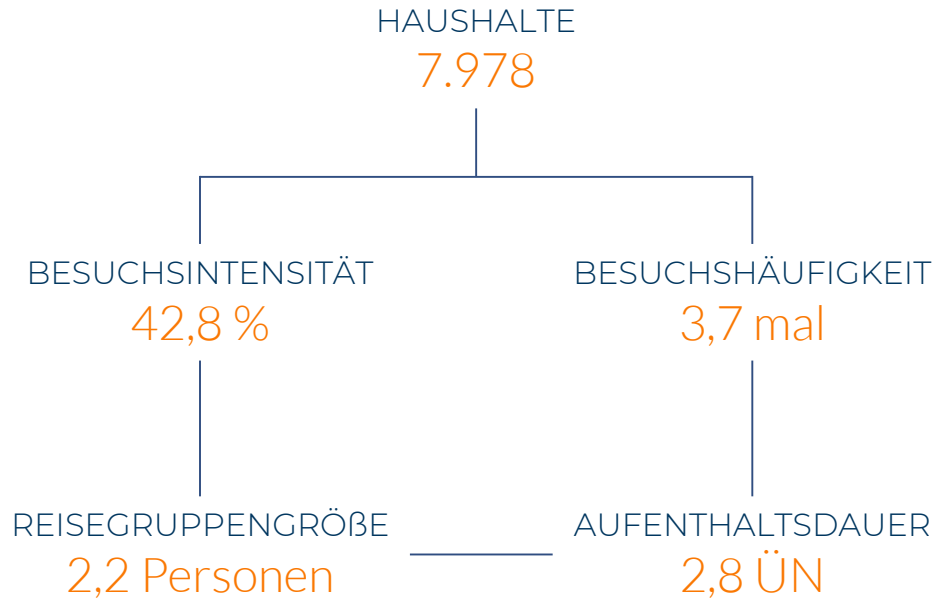 HAUSHALTE
7.978
BESUCHSINTENSITÄT
42,8 %
BESUCHSHÄUFIGKEIT
3,7 mal
REISEGRUPPENGRÖßE
2,2 Personen
AUFENTHALTSDAUER
2,8 ÜN